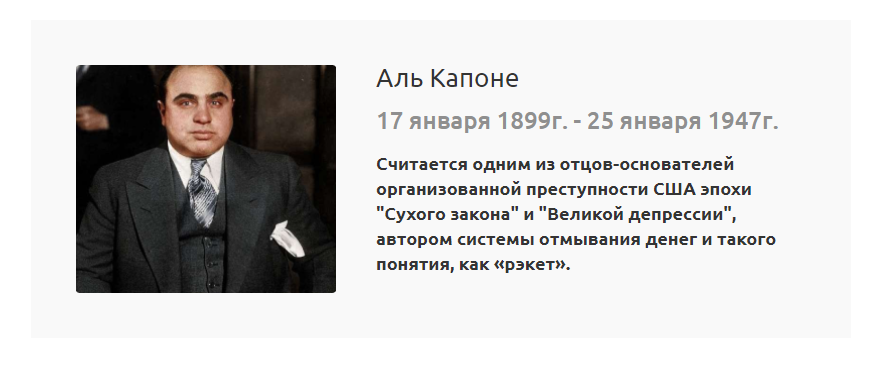 Аль Капоне
17 января 1899г. - 25 января 1947г.
Считается одним из отцов-основателей
организованной преступности США эпохи
"Сухого закона" и "Великой депрессии",
автором системы отмывания денег и такого
понятия, как «рэкет».